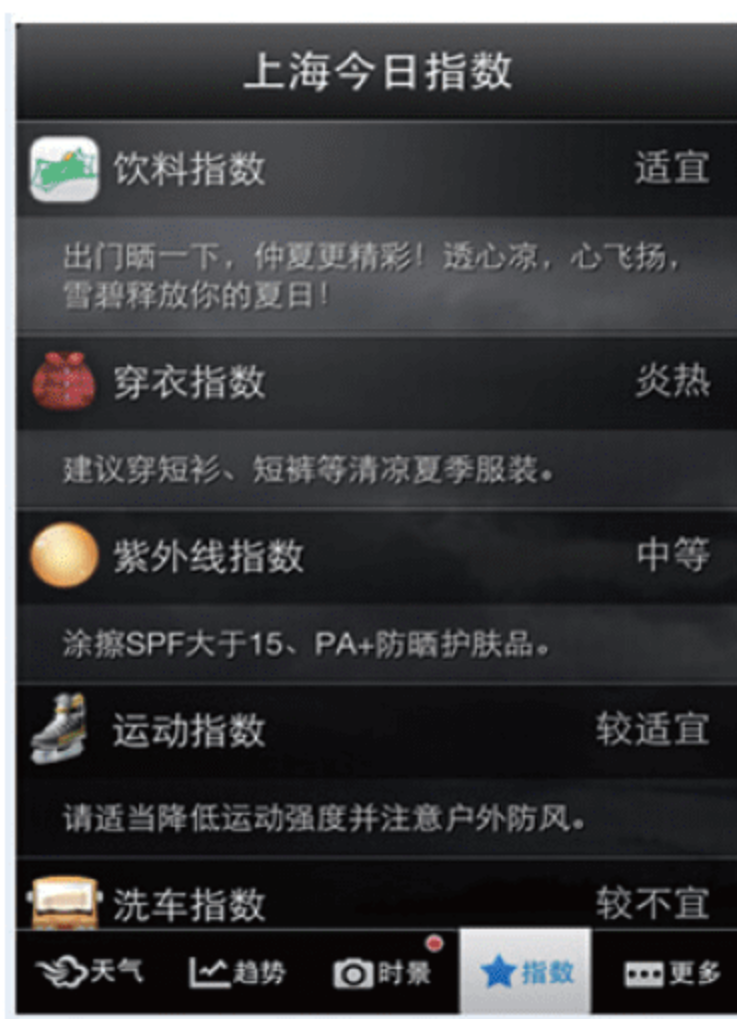 上海今日指数
饮料指数 适宜
出门晒一下，仲夏更精彩！透心凉，心飞扬，
雪碧释放你的夏日！
穿衣指数 炎热
建议穿短衫、短裤等清凉夏季服装。
紫外线指数 中等
涂擦SPF大于15、PA+防晒护肤品。
运动指数 较适宜
请适当降低运动强度并注意户外防风。
洗车指数 较不宜
天气 趋势 时景 指数 更多